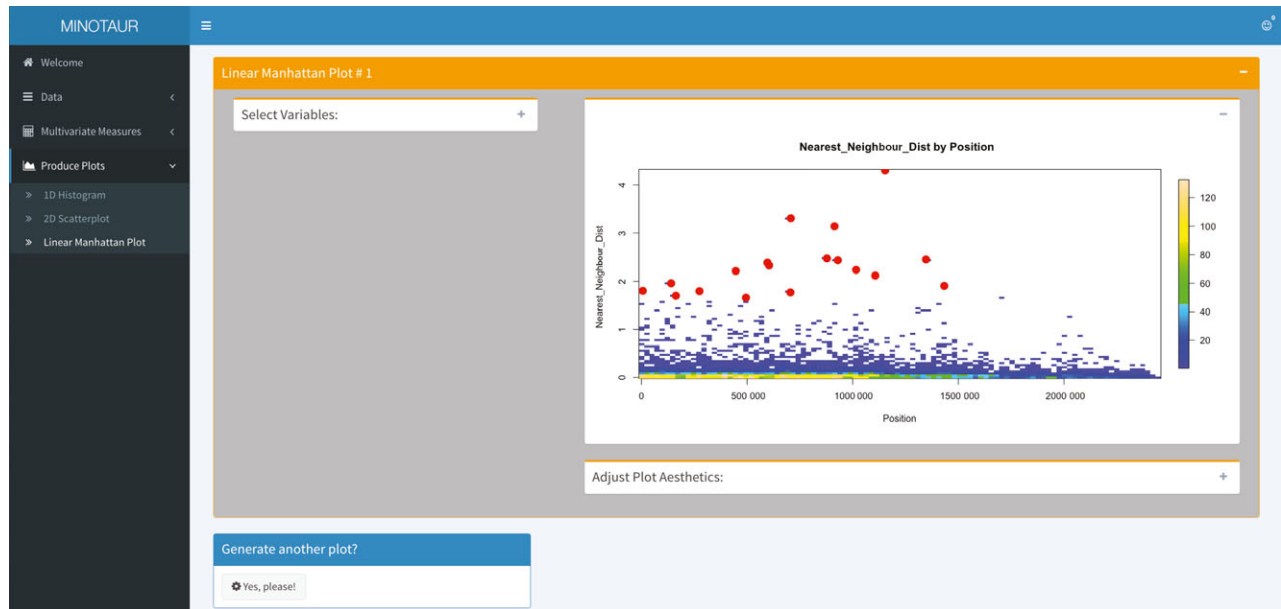 MINOTAUR
Welcome
Data
Multivariate Measures
Produce Plots
1D Histogram
2D Scatterplot
Linear Manhattan Plot
Linear Manhattan Plot # 1
Select Variables:
Nearest_Neighbour_Dist by Position
Nearest_Neighbour_Dist
4
3
2
1
0
0 500 000 1000 000 1500 000 2000 000
Position
120
100
80
60
40
20
Adjust Plot Aesthetics:
Generate another plot?
Yes, please!